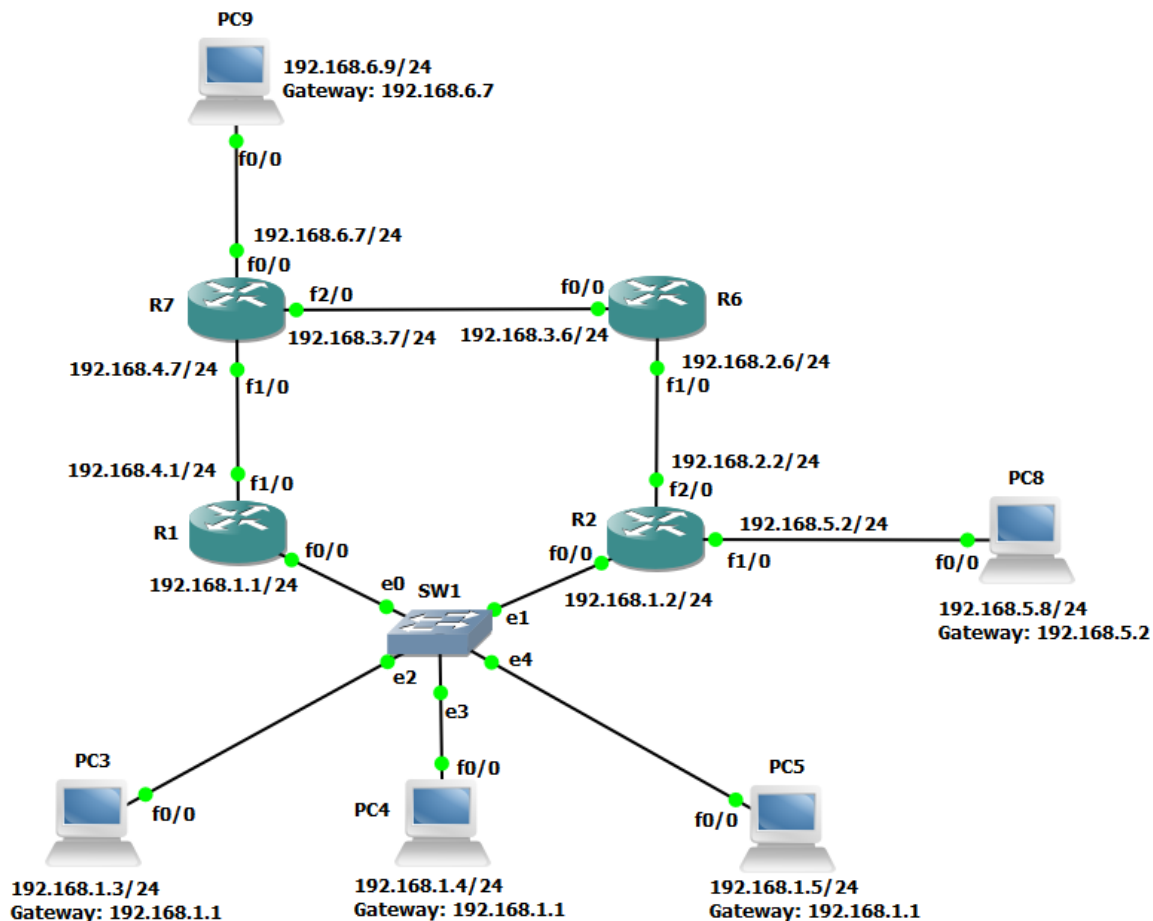 PC9
192.168.6.9/24
Gateway: 192.168.6.7
f0/0
192.168.6.7/24
f0/0
R7
f2/0
f0/0
R6
192.168.3.7/24
192.168.3.6/24
192.168.4.7/24
f1/0
192.168.2.6/24
f1/0
192.168.4.1/24
f1/0
192.168.2.2/24
f2/0
PC8
R1
R2
192.168.5.2/24
f0/0
f0/0
f1/0
f0/0
192.168.1.1/24
e0
SW1
e1
192.168.1.2/24
192.168.5.8/24
Gateway: 192.168.5.2
e2
e4
e3
PC3
f0/0
PC4
f0/0
PC5
f0/0
192.168.1.3/24
Gateway: 192.168.1.1
192.168.1.4/24
Gateway: 192.168.1.1
192.168.1.5/24
Gateway: 192.168.1.1